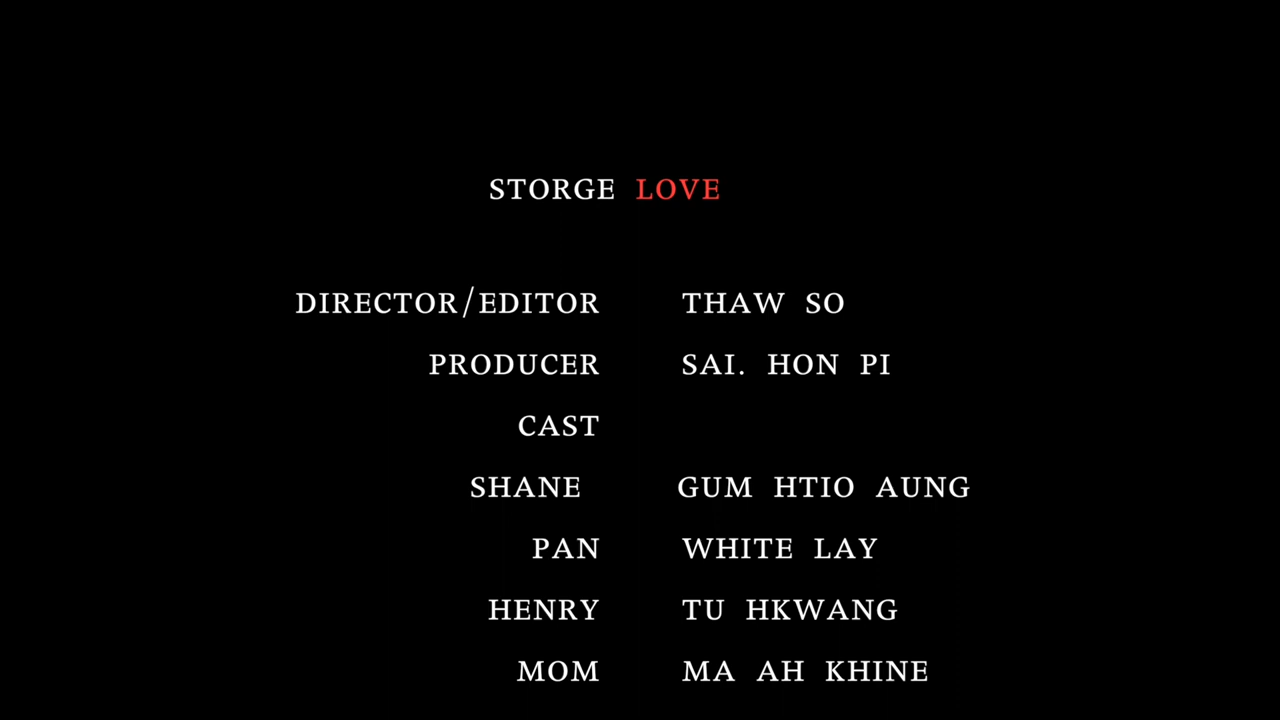 STORGE LOVE
DIRECTOR/EDITOR THAW SO
PRODUCER SAI. HON PI
CAST
SHANE GUM HTIO AUNG
PAN WHITE LAY
HENRY TU HKWANG
MOM MA AH KHINE